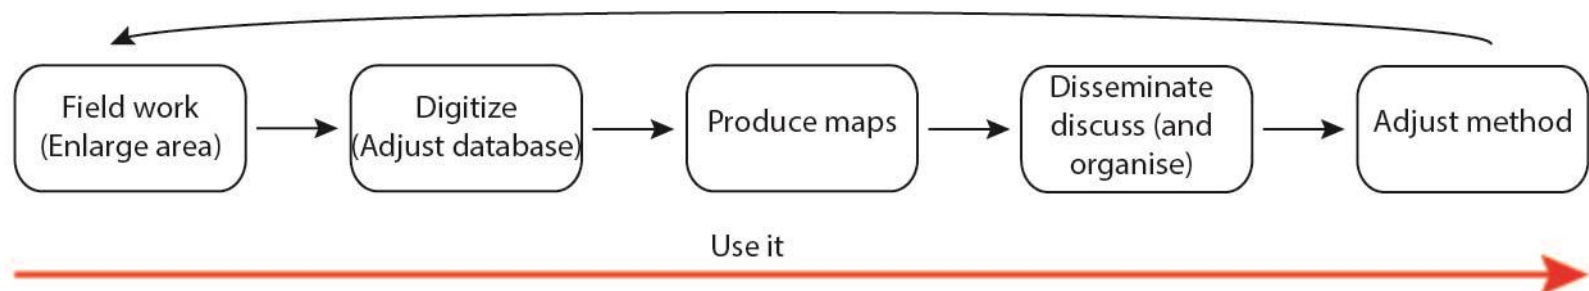 Field work
(Enlarge area)
Digitize
(Adjust database)
Produce maps
Disseminate
discuss (and
organise)
Adjust method
Use it